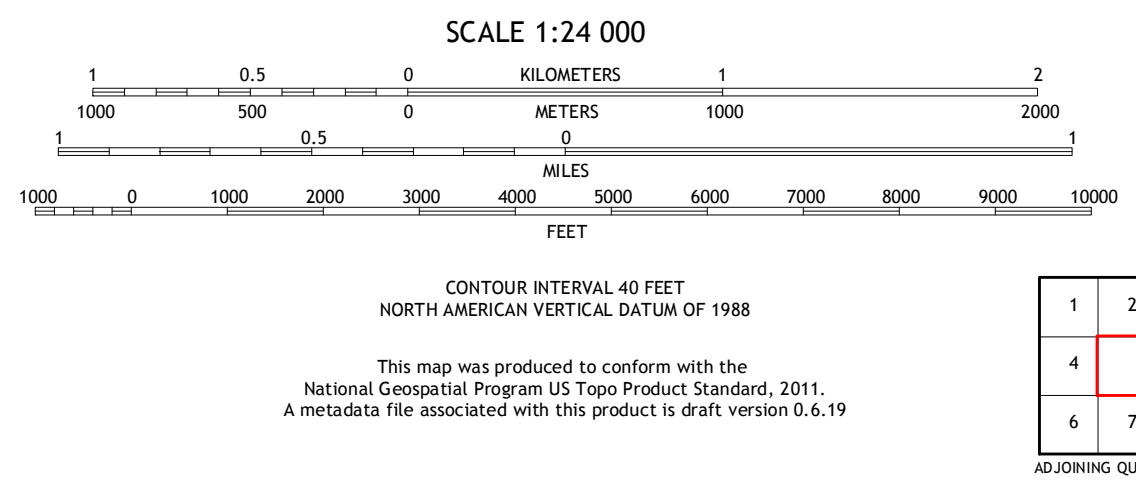 SCALE 1:24 000
1 0.5 0 KILOMETERS 1 2
1000 500 0 METERS 1000 2000
1 0.5 0 1
MILES
1000 0 1000 2000 3000 4000 5000 6000 7000 8000 9000 10000
FEET
CONTOUR INTERVAL 40 FEET
NORTH AMERICAN VERTICAL DATUM OF 1988
This map was produced to conform with the
National Geospatial Program US Topo Product Standard, 2011.
A metadata file associated with this product is draft version 0.6.19
1 2
4
6 7
ADJOINING QU